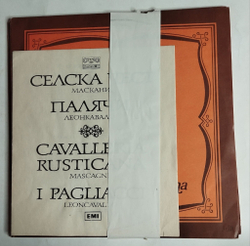 СЕЛСКА
МАСКАНИ
ПАЛЯЧ
ЛЕОНКАВАЛ
CAVALLE
RUSTICA
MASCAGN
I PAGLIA
LEONCAVAL
EMI